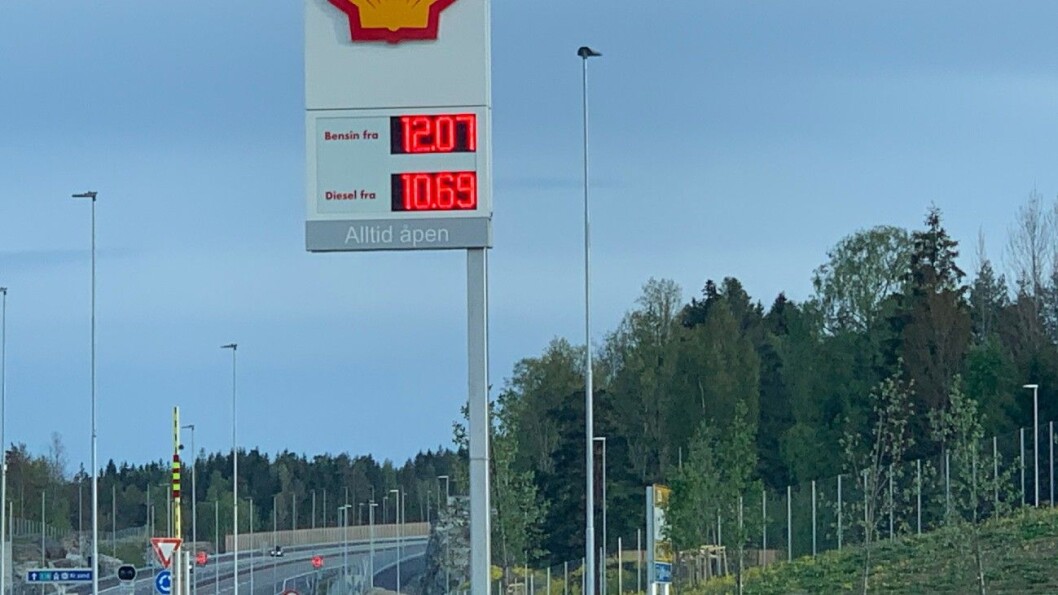 Bensin fra 12.07
Diesel fra 10.69
Alltid åpen